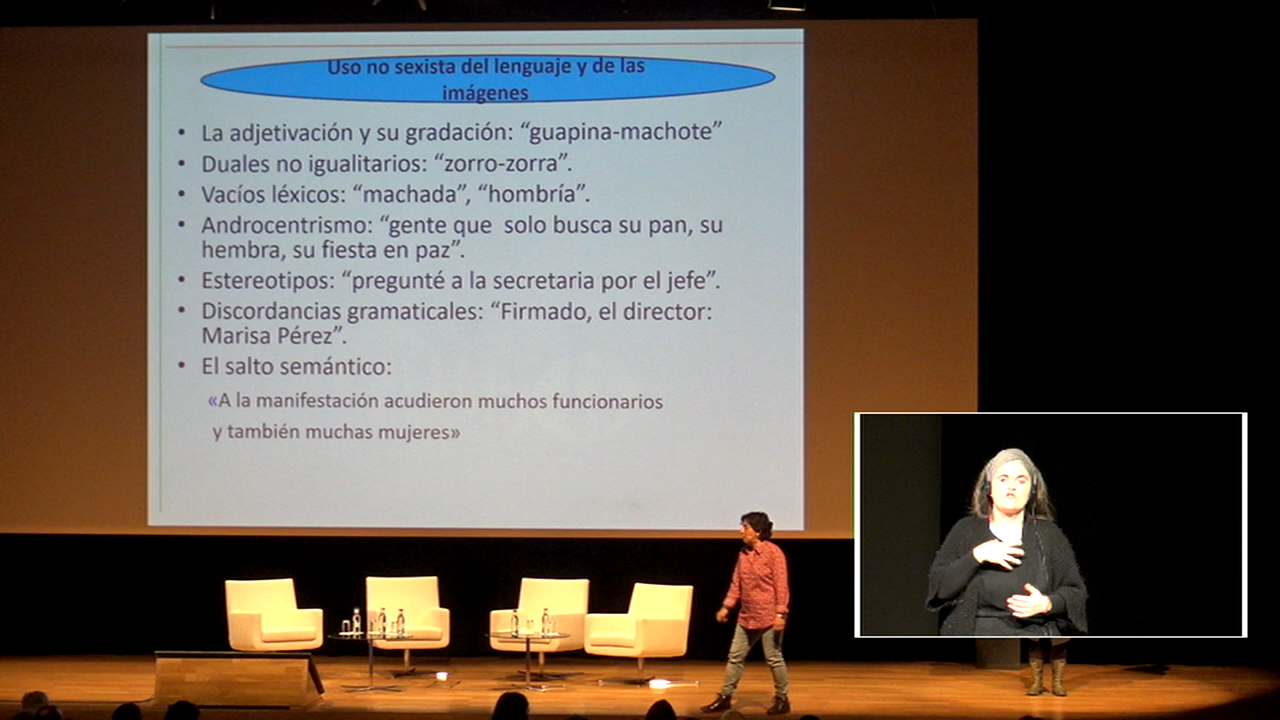 Uso no sexista del lenguaje y de las
imágenes
• La adjetivación y su gradación: “guapina-machote”
• Duales no igualitarios: “zorro-zorra”.
• Vacíos léxicos: “machada”, “hombría”.
• Androcentrismo: “gente que solo busca su pan, su
hembra, su fiesta en paz”.
• Estereotipos: “pregunté a la secretaria por el jefe”.
• Discordancias gramaticales: “Firmado, el director:
Marisa Pérez”.
• El salto semántico:
«A la manifestación acudieron muchos funcionarios
y también muchas mujeres»